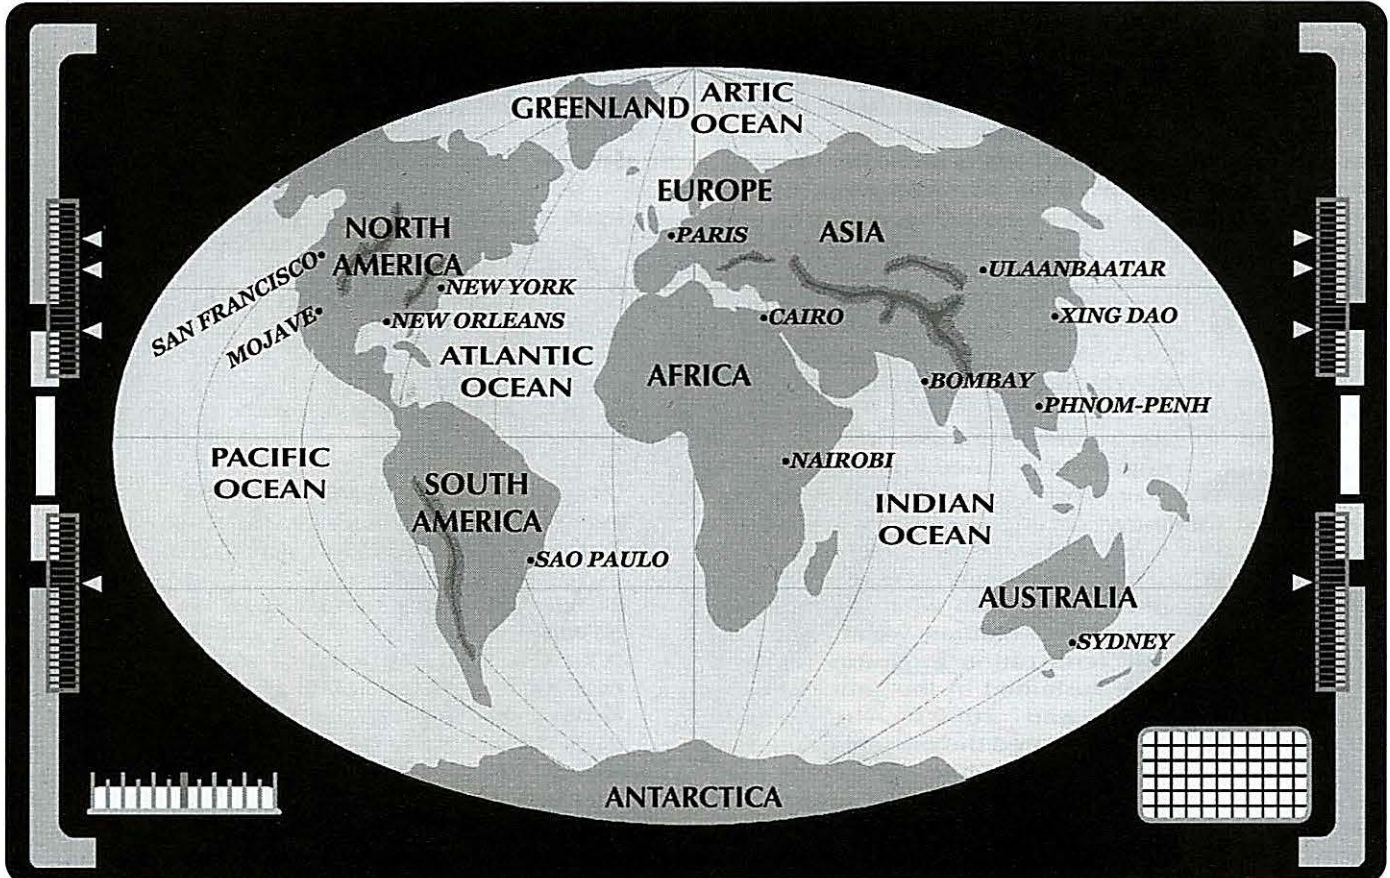 GREENLAND
ARTIC
OCEAN
EUROPE
PARIS
ASIA
NORTH
AMERICA
SAN FRANCISCO
MOJAVE
NEW YORK
NEW ORLEANS
ULAANBAATAR
CAIRO
XING DAO
ATLANTIC
OCEAN
AFRICA
BOMBAY
PHNOM-PENH
PACIFIC
OCEAN
SOUTH
AMERICA
NAIROBI
INDIAN
OCEAN
SAO PAULO
AUSTRALIA
SYDNEY
ANTARCTICA